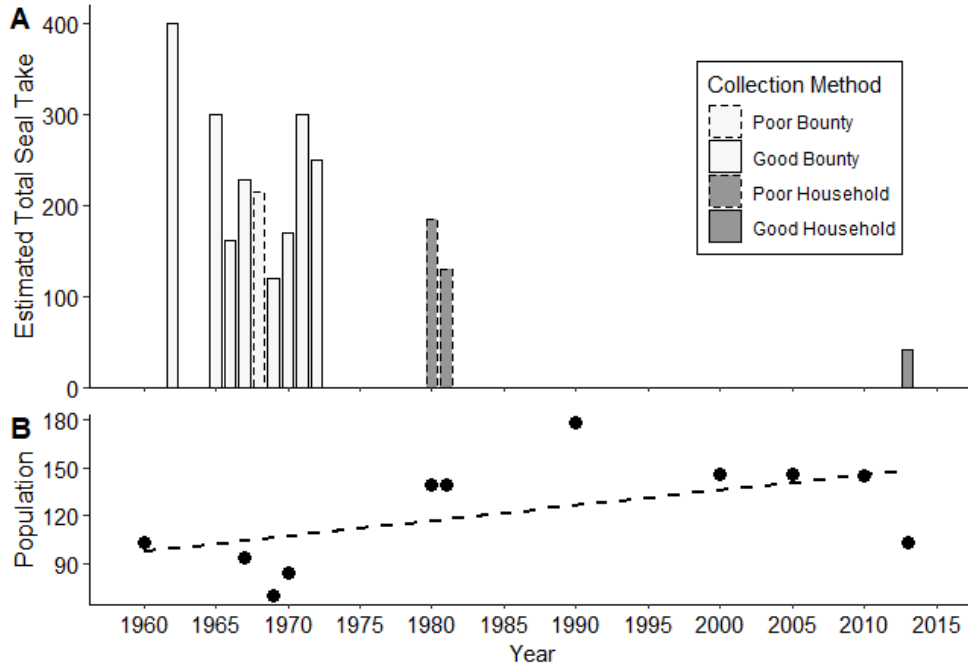 A
Estimated Total Seal Take
400
300
200
100
0
Collection Method
Poor Bounty
Good Bounty
Poor Household
Good Household
B
Population
180
150
120
90
1960 1965 1970 1975 1980 1985 1990 1995 2000 2005 2010 2015
Year